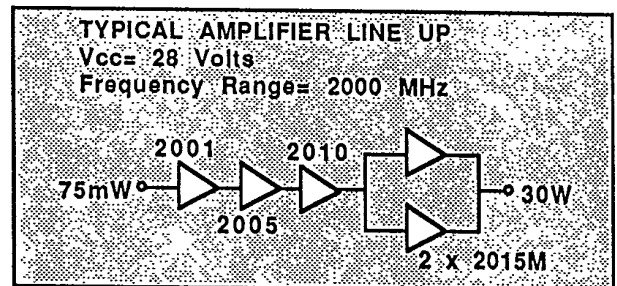 TYPICAL AMPLIFIER LINE UP
Vcc= 28 Volts
Frequency Range= 2000 MHz
2001
2010
75mW
30W
2005
2 x 2015M